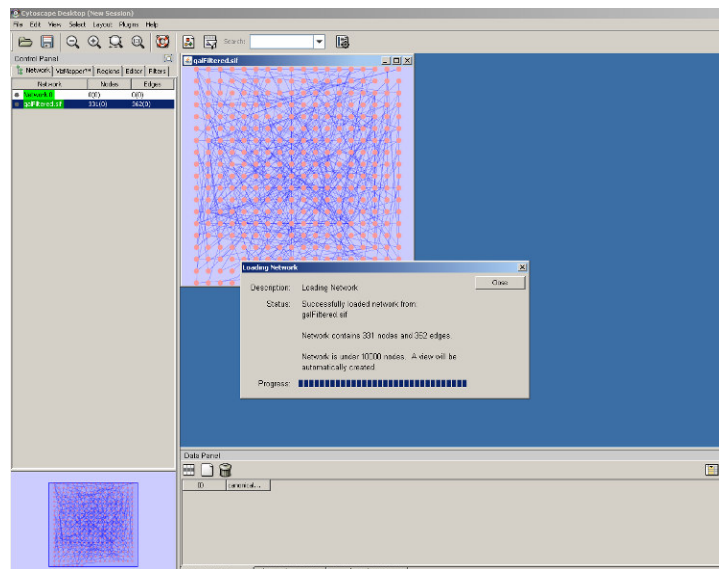 Cytoscape Desktop (New Session)
File Edit View Select Layout Plugins Help
Search:
Control Panel
Network VizMapper™ Regions Editor Filters
Network Nodes Edges
Network 0 0(0) 0(0)
galFiltered.sif 331(0) 362(0)
galFiltered.sif
Loading Network
Description: Loading Network
Close
Status: Successfully loaded network from:
galFiltered.sif
Network contains 331 nodes and 362 edges
Network is under 10000 nodes. A view will be
automatically created
Progress:
Data Panel
ID canonical...